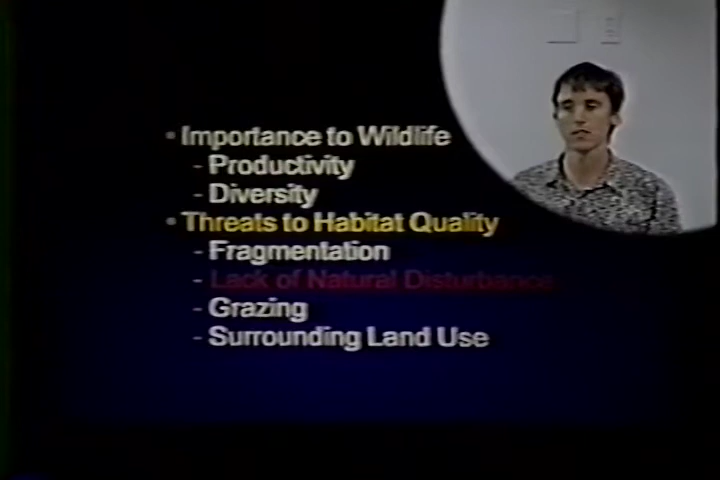 • Importance to Wildlife
- Productivity
- Diversity
• Threats to Habitat Quality
- Fragmentation
- Lack of Natural Disturbance
- Grazing
- Surrounding Land Use